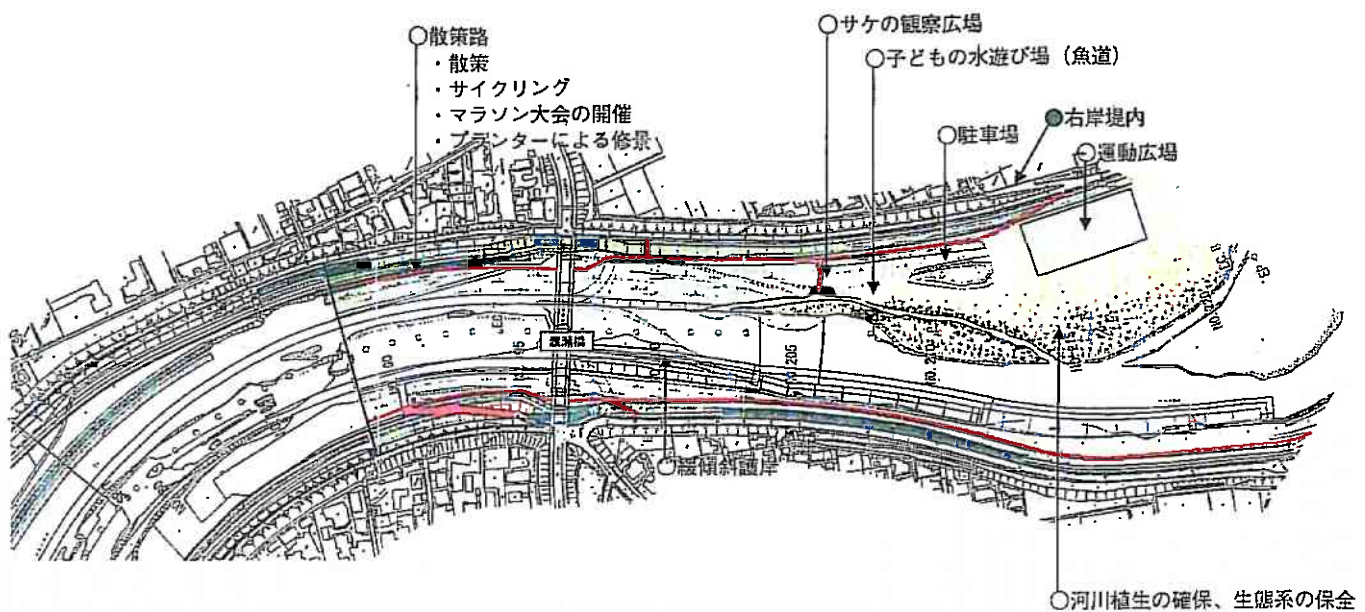 ○散策路
・散策
・サイクリング
・マラソン大会の開催
・プランターによる修景
○サケの観察広場
○子どもの水遊び場(魚道)
○駐車場
●右岸堤内
○運動広場
○緩傾斜護岸
○河川植生の確保、生態系の保全